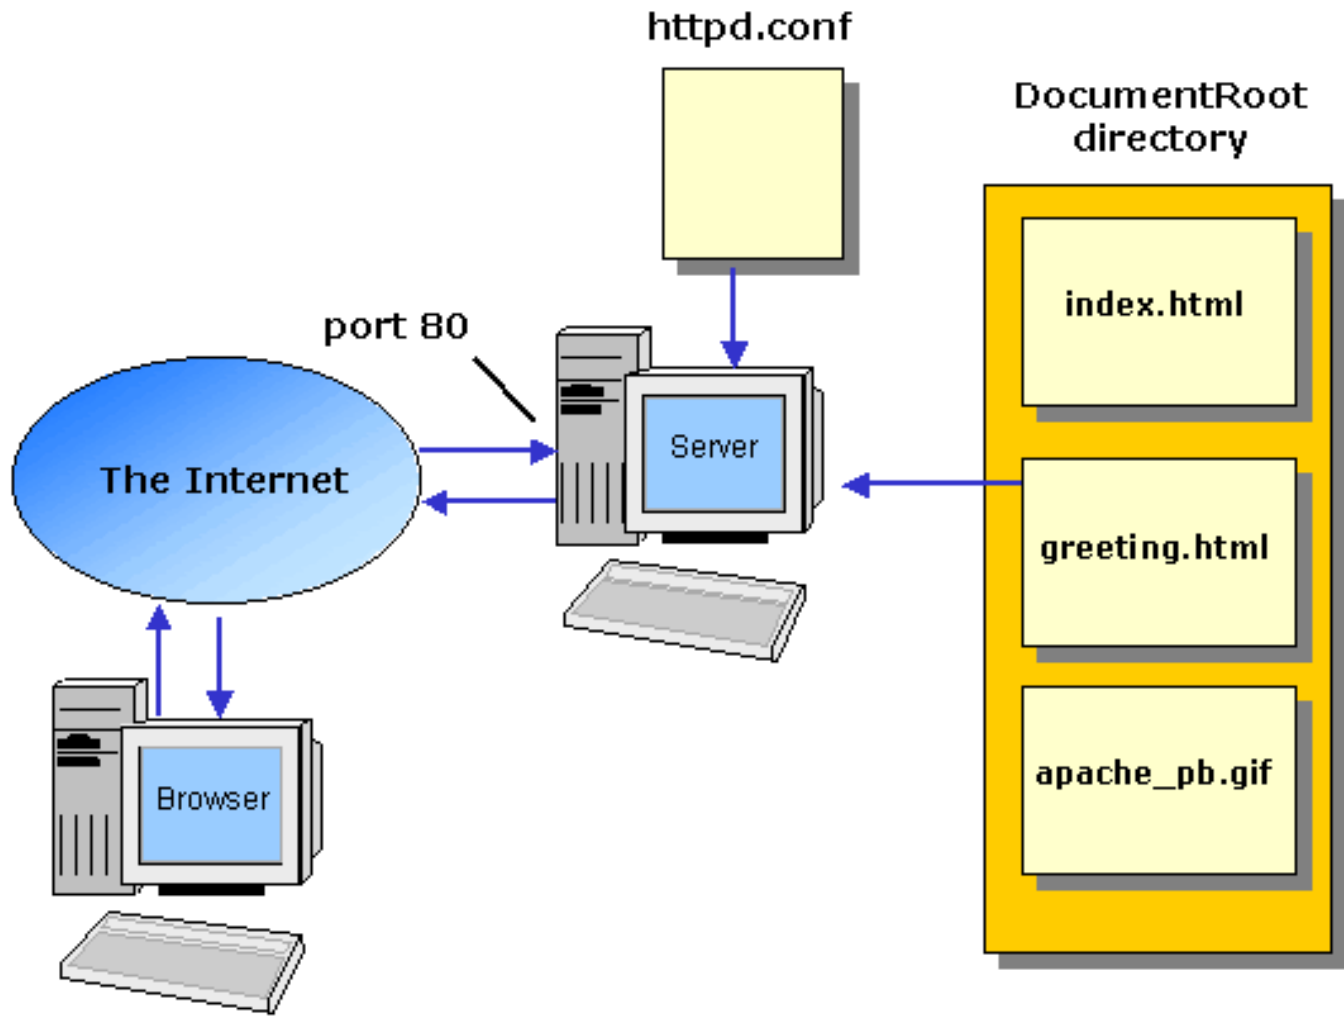 httpd.conf
DocumentRoot
directory
index.html
port 80
Server
The Internet
greeting.html
apache_pb.gif
Browser